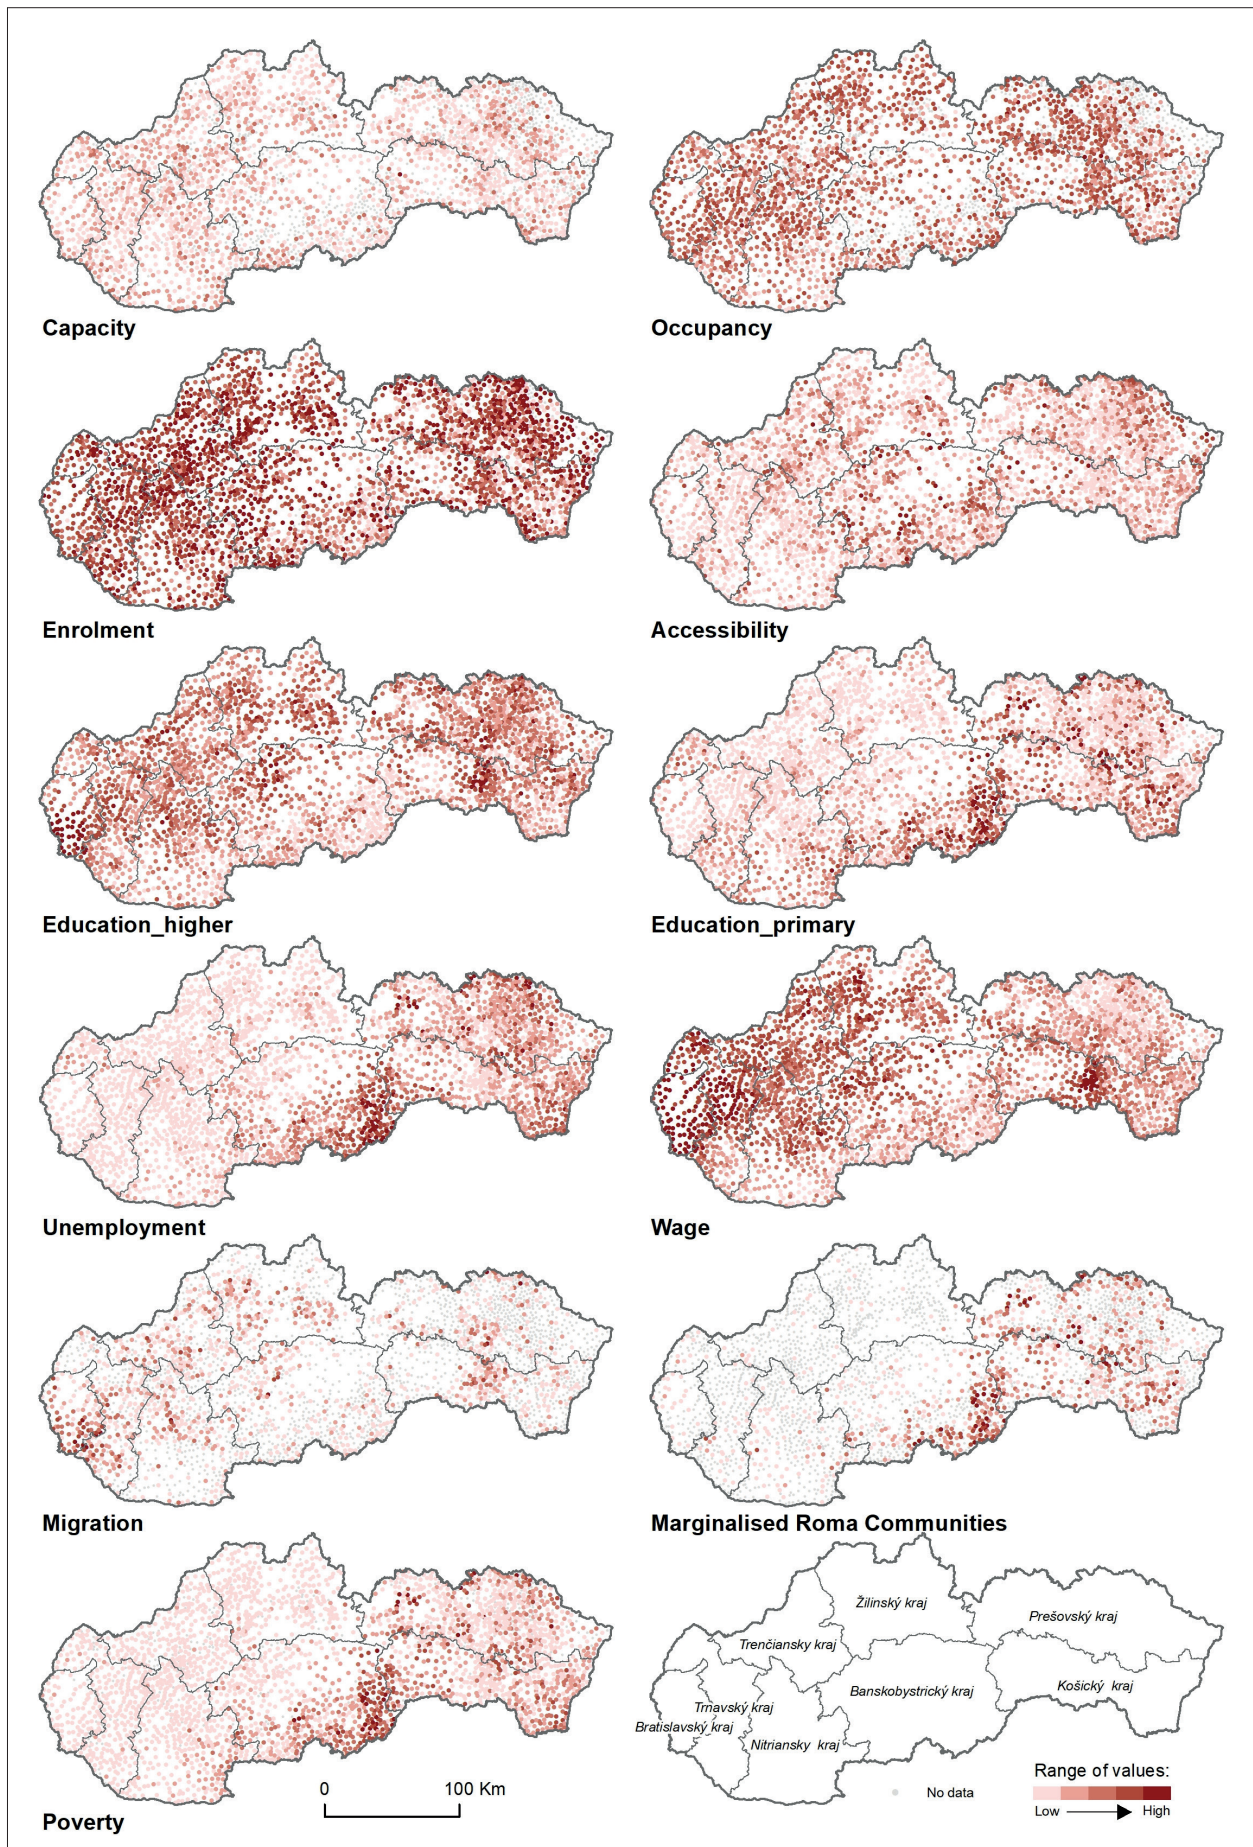 Capacity
Occupancy
Enrolment
Accessibility
Education_higher
Education_primary
Unemployment
Wage
Migration
Marginalised Roma Communities
Žilinský kraj
Prešovský kraj
Trenčiansky kraj
Banskobystrický kraj
Košický kraj
Trnavský kraj
Bratislavský kraj
Nitriansky kraj
Range of values:
No data
Low
High
0
100 Km
Poverty